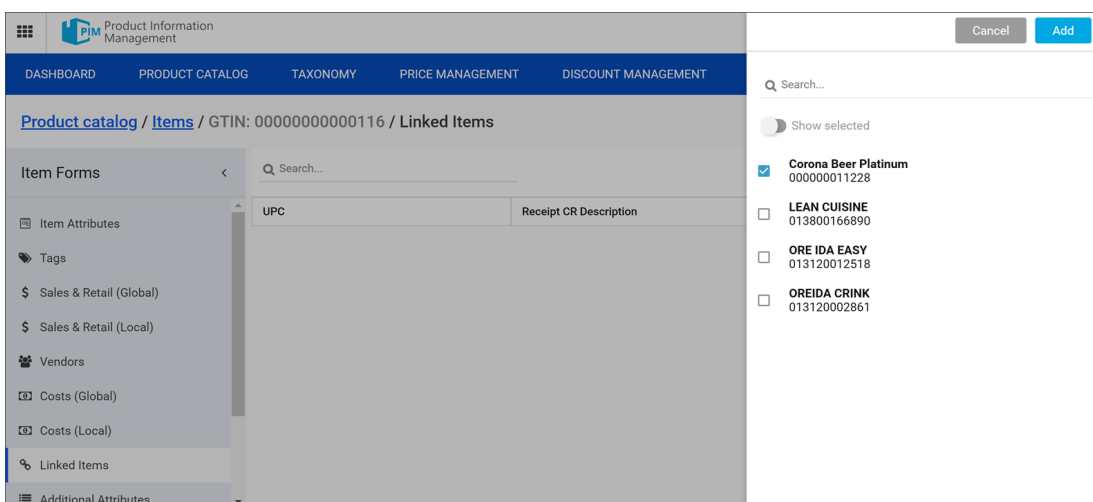 PIM Product Information
Management
Cancel
Add
DASHBOARD
PRODUCT CATALOG
TAXONOMY
PRICE MANAGEMENT
DISCOUNT MANAGEMENT
Search...
Product catalog / Items / GTIN: 00000000000116 / Linked Items
Show selected
Item Forms
Search...
Corona Beer Platinum
000000011228
UPC
Receipt CR Description
LEAN CUISINE
013800166890
Item Attributes
ORE IDA EASY
013120012518
Tags
Sales & Retail (Global)
OREIDA CRINK
013120002861
Sales & Retail (Local)
Vendors
Costs (Global)
Costs (Local)
Linked Items
Additional Attributes